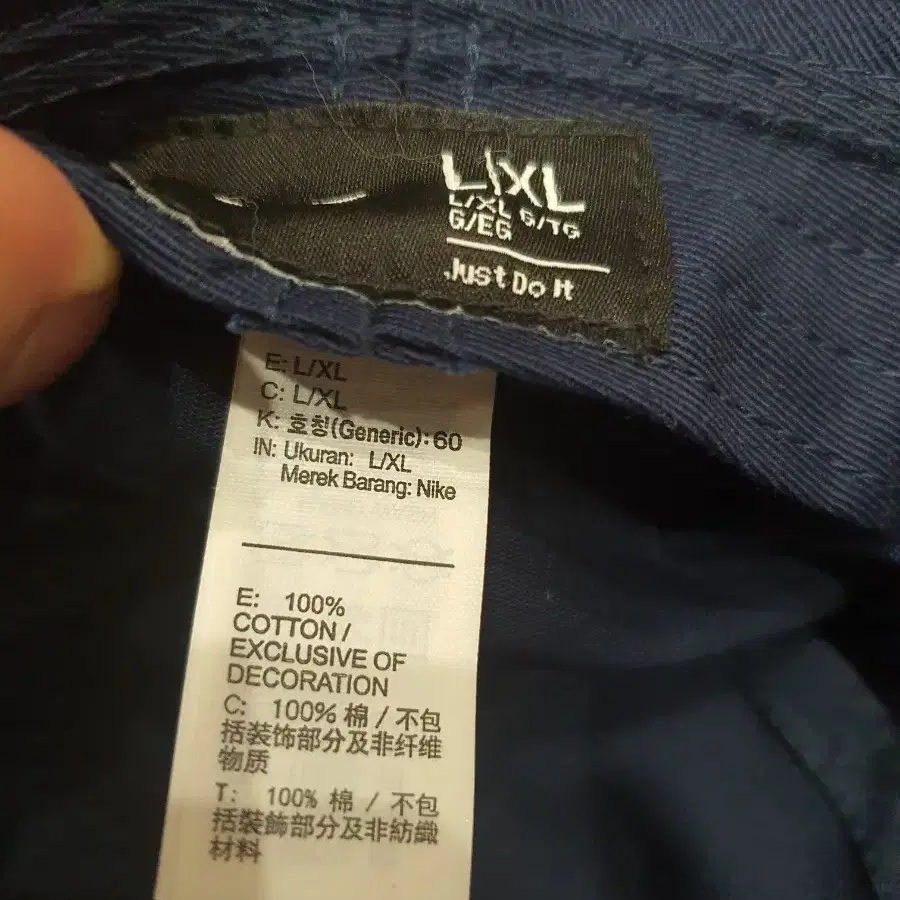 L/XL
L/XL G/TG
G/EG
Just Do It
E: L/XL
C: L/XL
K: 호칭(Generic): 60
IN: Ukuran: L/XL
Merek Barang: Nike
E: 100%
COTTON /
EXCLUSIVE OF
DECORATION
C: 100% 棉 / 不包
括装饰部分及非纤维
物质
T: 100% 棉 / 不包
括裝飾部分及非紡織
材料